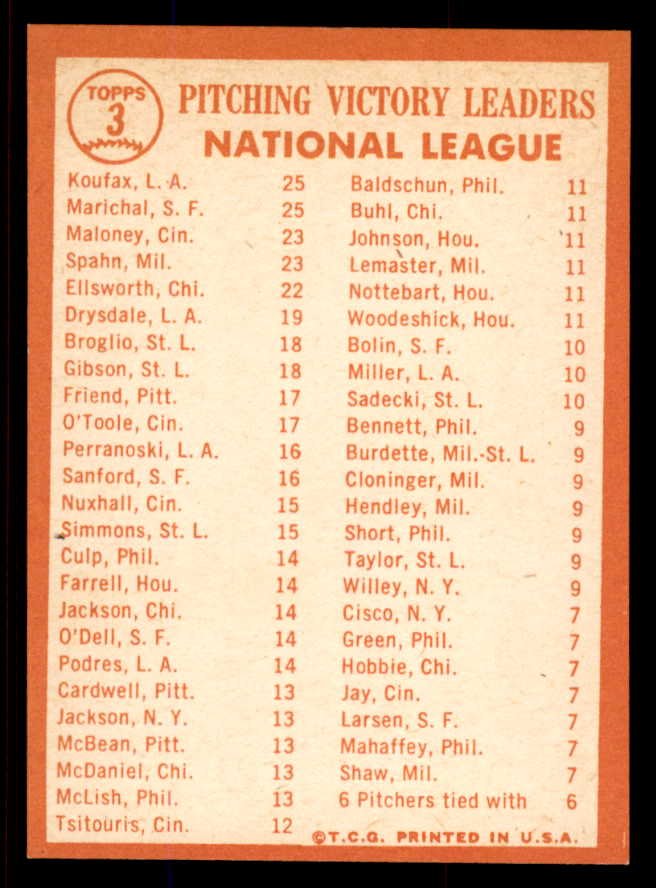 TOPPS
3
PITCHING VICTORY LEADERS
NATIONAL LEAGUE
Koufax, L. A. 25
Marichal, S. F. 25
Maloney, Cin. 23
Spahn, Mil. 23
Ellsworth, Chi. 22
Drysdale, L. A. 19
Broglio, St. L. 18
Gibson, St. L. 18
Friend, Pitt. 17
O'Toole, Cin. 17
Perranoski, L. A. 16
Sanford, S. F. 16
Nuxhall, Cin. 15
Simmons, St. L. 15
Culp, Phil. 14
Farrell, Hou. 14
Jackson, Chi. 14
O'Dell, S. F. 14
Podres, L. A. 14
Cardwell, Pitt. 13
Jackson, N. Y. 13
McBean, Pitt. 13
McDaniel, Chi. 13
McLish, Phil. 13
Tsitouris, Cin. 12
Baldschun, Phil. 11
Buhl, Chi. 11
Johnson, Hou. 11
Lemaster, Mil. 11
Nottebart, Hou. 11
Woodeshick, Hou. 11
Bolin, S. F. 10
Miller, L. A. 10
Sadecki, St. L. 10
Bennett, Phil. 9
Burdette, Mil.-St. L. 9
Cloninger, Mil. 9
Hendley, Mil. 9
Short, Phil. 9
Taylor, St. L. 9
Willey, N. Y. 9
Cisco, N. Y. 7
Green, Phil. 7
Hobbie, Chi. 7
Jay, Cin. 7
Larsen, S. F. 7
Mahaffey, Phil. 7
Shaw, Mil. 7
6 Pitchers tied with 6
©T.C.G. PRINTED IN U.S.A.